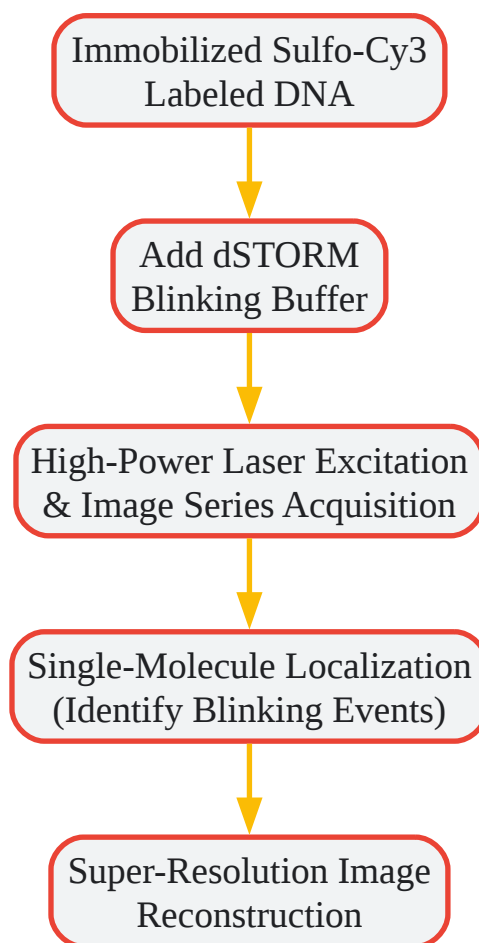 Immobilized Sulfo-Cy3
Labeled DNA
Add dSTORM
Blinking Buffer
High-Power Laser Excitation
& Image Series Acquisition
Single-Molecule Localization
(Identify Blinking Events)
Super-Resolution Image
Reconstruction